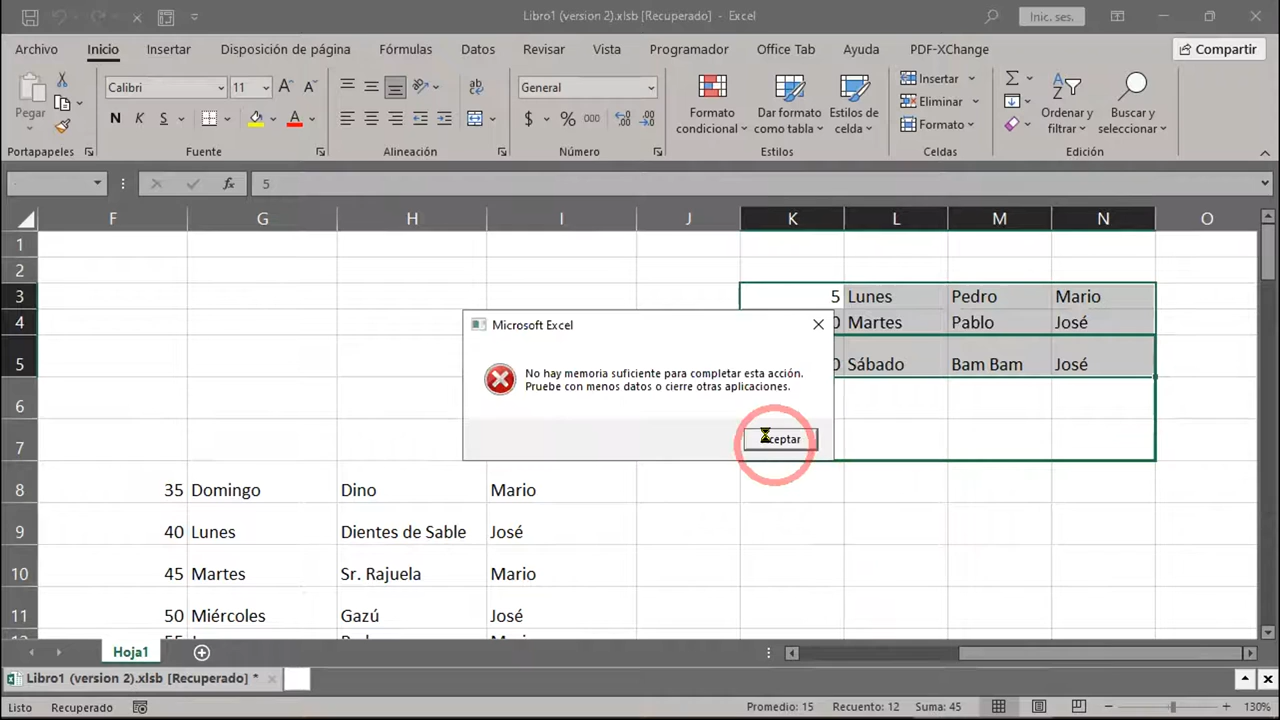 Libro1 (version 2).xlsb [Recuperado] - Excel
Inic. ses.
Archivo Inicio Insertar Disposición de página Fórmulas Datos Revisar Vista Programador Office Tab Ayuda PDF-XChange Compartir
Pegar
Calibri 11
N K S
General
$ % 000
Formato condicional
Dar formato como tabla
Estilos de celda
Insertar
Eliminar
Formato
Ordenar y filtrar
Buscar y seleccionar
Portapapeles Fuente Alineación Número Estilos Celdas Edición
fx 5
F G H I J K L M N O
1
2
3 5 Lunes Pedro Mario
4 0 Martes Pablo José
5 0 Sábado Bam Bam José
6
7
8 35 Domingo Dino Mario
9 40 Lunes Dientes de Sable José
10 45 Martes Sr. Rajuela Mario
11 50 Miércoles Gazú José
Microsoft Excel
No hay memoria suficiente para completar esta acción.
Pruebe con menos datos o cierre otras aplicaciones.
ceptar
Hoja1
Libro1 (version 2).xlsb [Recuperado] *
Listo Recuperado Promedio: 15 Recuento: 12 Suma: 45 130%